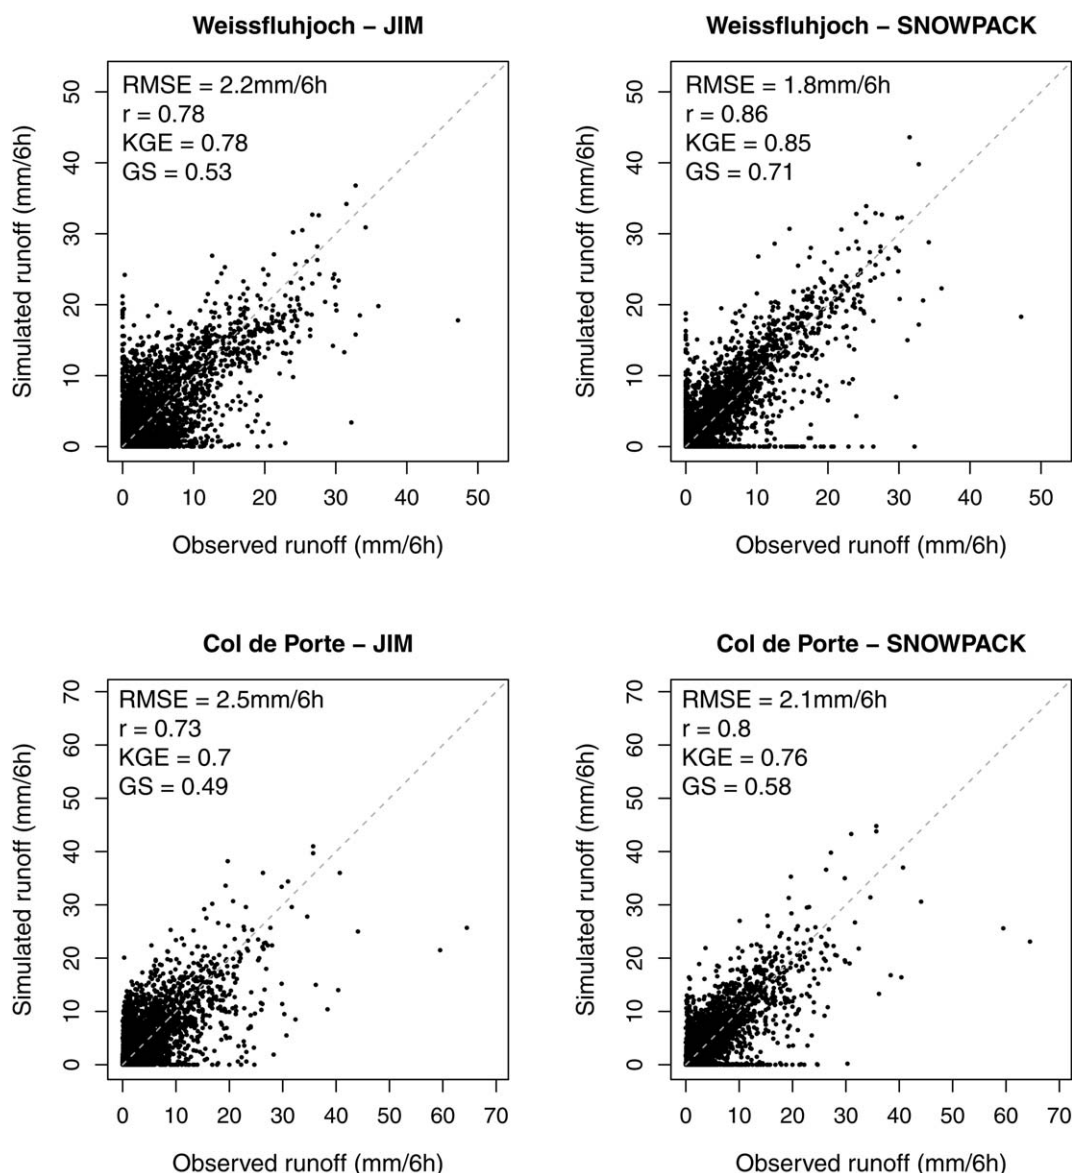 Weissfluhjoch – JIM
RMSE = 2.2mm/6h
r = 0.78
KGE = 0.78
GS = 0.53
Simulated runoff (mm/6h)
0 10 20 30 40 50
0 10 20 30 40 50
Observed runoff (mm/6h)
Weissfluhjoch – SNOWPACK
RMSE = 1.8mm/6h
r = 0.86
KGE = 0.85
GS = 0.71
Simulated runoff (mm/6h)
0 10 20 30 40 50
0 10 20 30 40 50
Observed runoff (mm/6h)
Col de Porte – JIM
RMSE = 2.5mm/6h
r = 0.73
KGE = 0.7
GS = 0.49
Simulated runoff (mm/6h)
0 10 20 30 40 50 60 70
0 10 20 30 40 50 60 70
Observed runoff (mm/6h)
Col de Porte – SNOWPACK
RMSE = 2.1mm/6h
r = 0.8
KGE = 0.76
GS = 0.58
Simulated runoff (mm/6h)
0 10 20 30 40 50 60 70
0 10 20 30 40 50 60 70
Observed runoff (mm/6h)